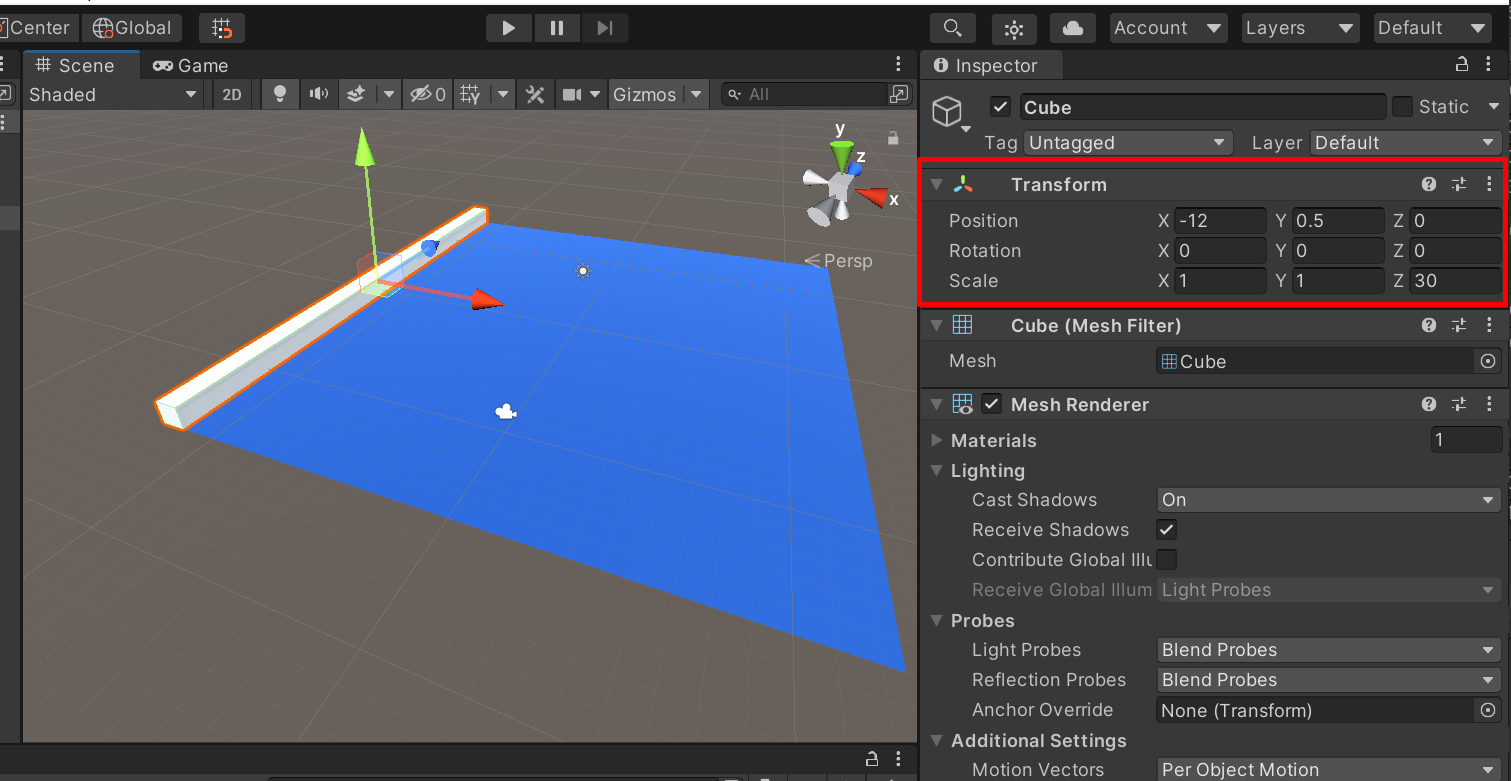 Center Global Account Layers Default
Scene Game
Inspector
Shaded 2D 0 Gizmos All
Cube Static
Tag Untagged Layer Default
y
z
x
Persp
Transform
Position X -12 Y 0.5 Z 0
Rotation X 0 Y 0 Z 0
Scale X 1 Y 1 Z 30
Cube (Mesh Filter)
Mesh Cube
Mesh Renderer
Materials 1
Lighting
Cast Shadows On
Receive Shadows
Contribute Global Illu
Receive Global Illum Light Probes
Probes
Light Probes Blend Probes
Reflection Probes Blend Probes
Anchor Override None (Transform)
Additional Settings
Motion Vectors Per Object Motion